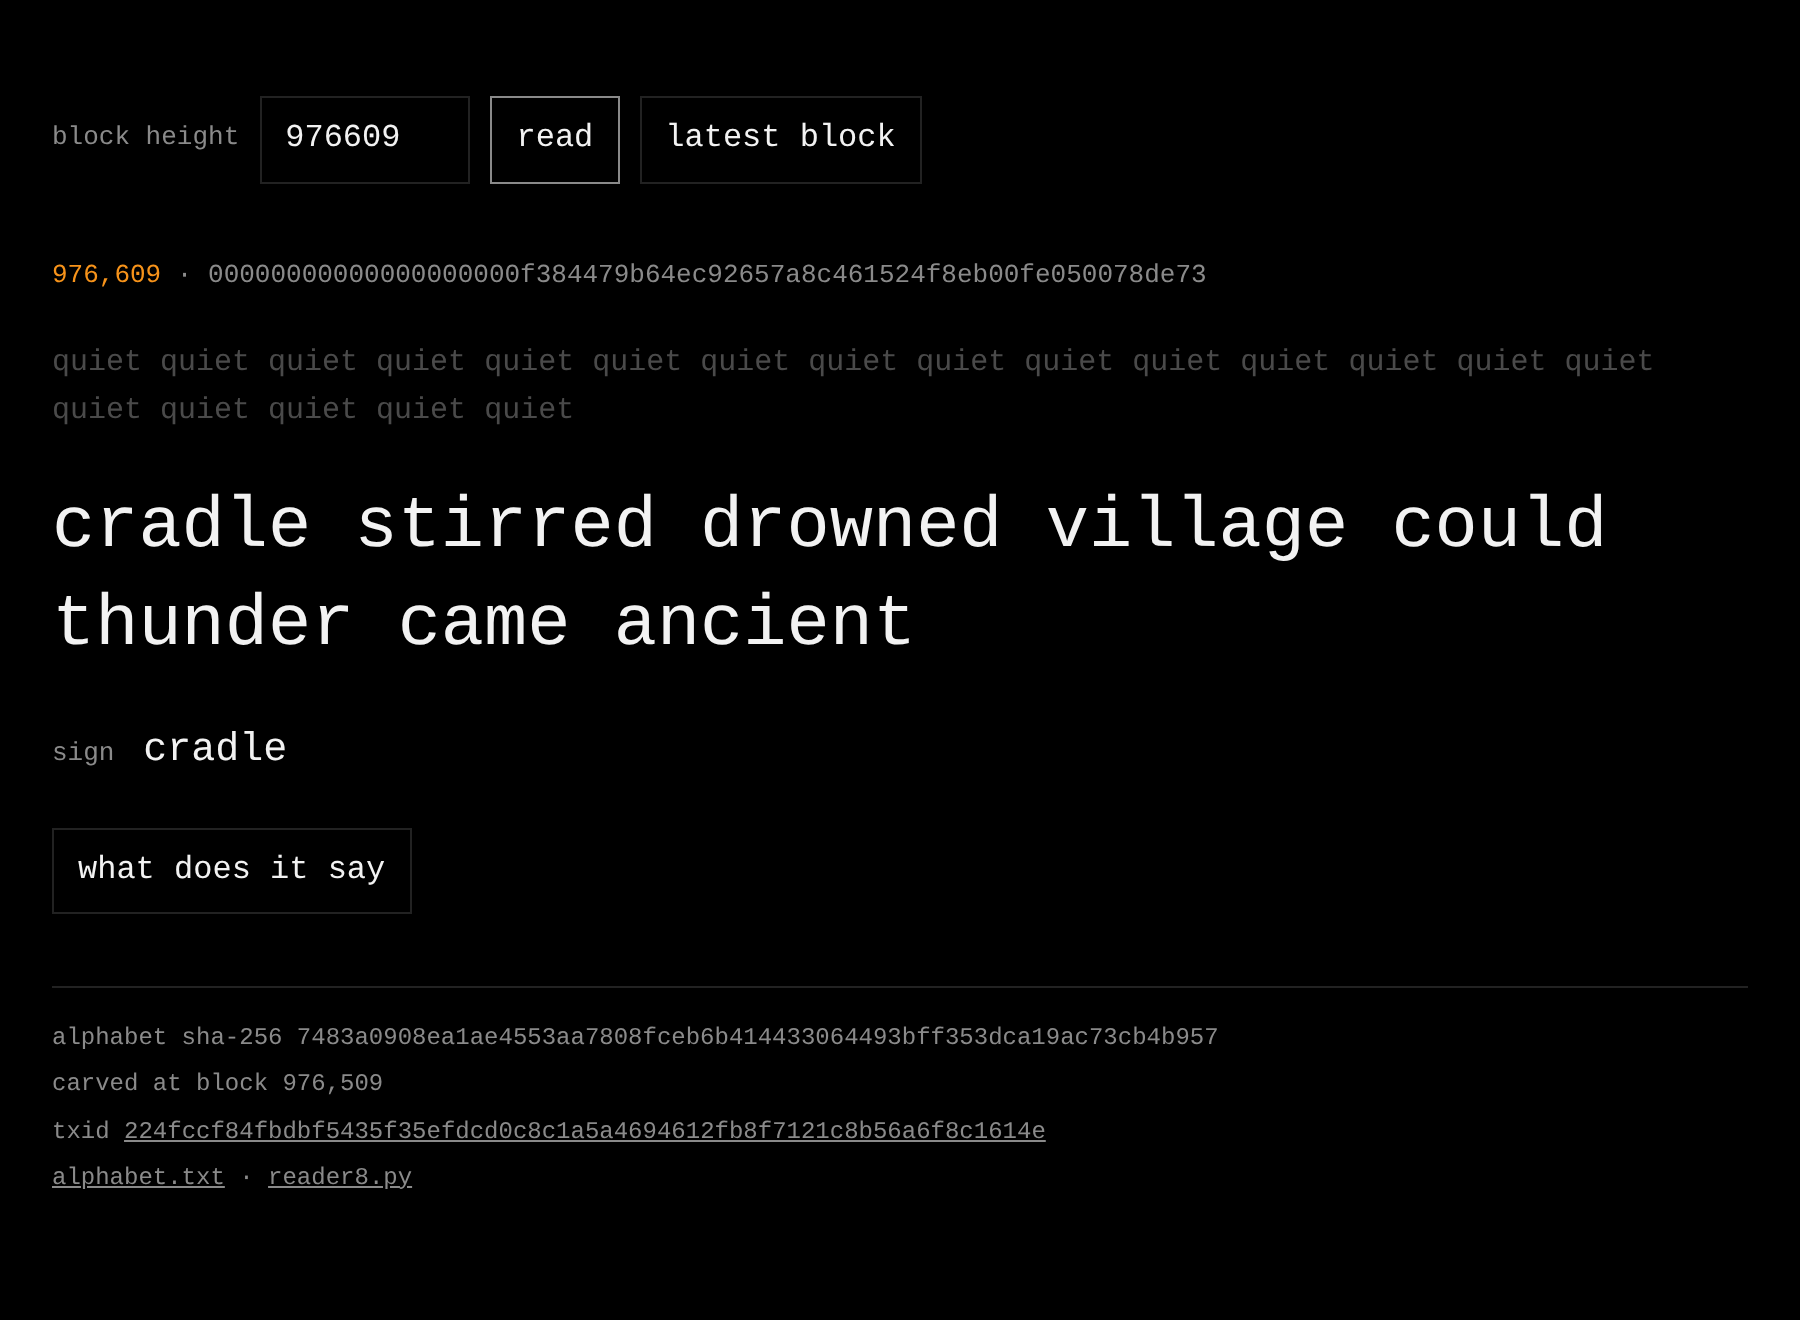 block height 976609 read latest block
976,609 · 00000000000000000000f384479b64ec92657a8c461524f8eb00fe050078de73
quiet quiet quiet quiet quiet quiet quiet quiet quiet quiet quiet quiet quiet quiet quiet
quiet quiet quiet quiet quiet
cradle stirred drowned village could
thunder came ancient
sign cradle
what does it say
alphabet sha-256 7483a0908ea1ae4553aa7808fceb6b414433064493bff353dca19ac73cb4b957
carved at block 976,509
txid 224fccf84fbdbf5435f35efdcd0c8c1a5a4694612fb8f7121c8b56a6f8c1614e
alphabet.txt · reader8.py